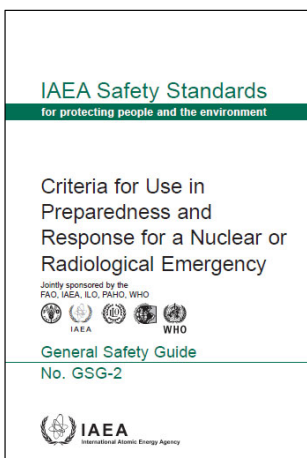 IAEA Safety Standards
for protecting people and the environment
Criteria for Use in
Preparedness and
Response for a Nuclear or
Radiological Emergency
Jointly sponsored by the
FAO, IAEA, ILO, PAHO, WHO
IAEA
WHO
General Safety Guide
No. GSG-2
IAEA
International Atomic Energy Agency